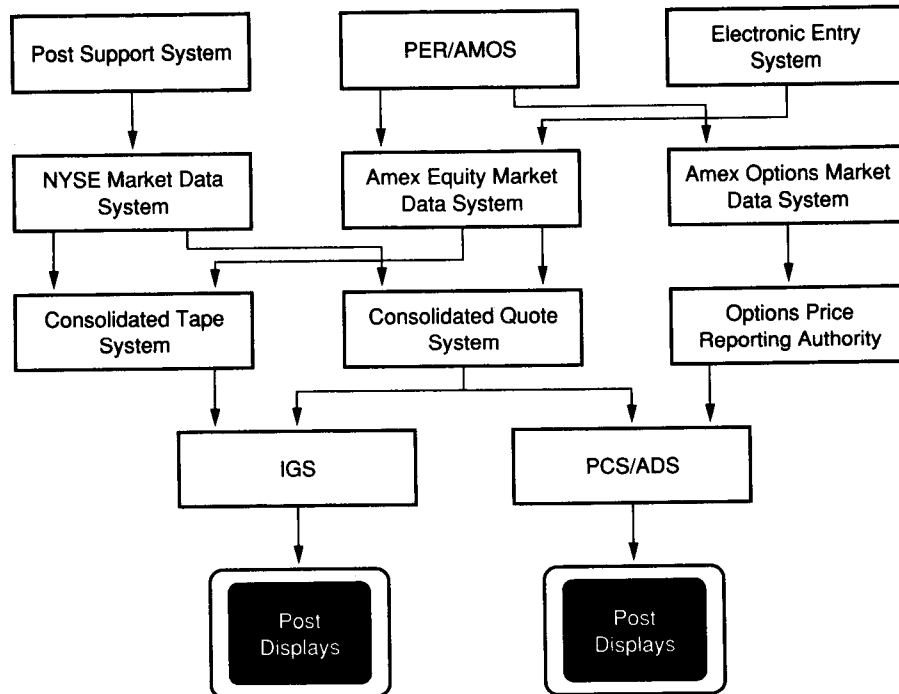 Post Support System
PER/AMOS
Electronic Entry
System
NYSE Market Data
System
Amex Equity Market
Data System
Amex Options Market
Data System
Consolidated Tape
System
Consolidated Quote
System
Options Price
Reporting Authority
IGS
PCS/ADS
Post
Displays
Post
Displays